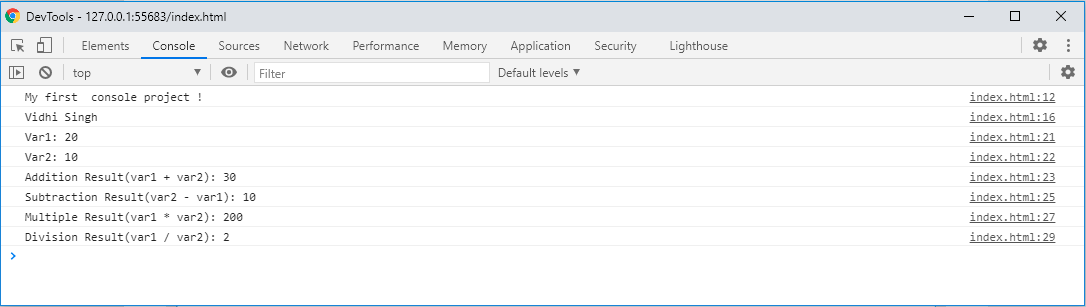 DevTools - 127.0.0.1:55683/index.html
Elements Console Sources Network Performance Memory Application Security Lighthouse
top Filter Default levels
My first  console project ! index.html:12
Vidhi Singh index.html:16
Var1: 20 index.html:21
Var2: 10 index.html:22
Addition Result(var1 + var2): 30 index.html:23
Subtraction Result(var2 - var1): 10 index.html:25
Multiple Result(var1 * var2): 200 index.html:27
Division Result(var1 / var2): 2 index.html:29